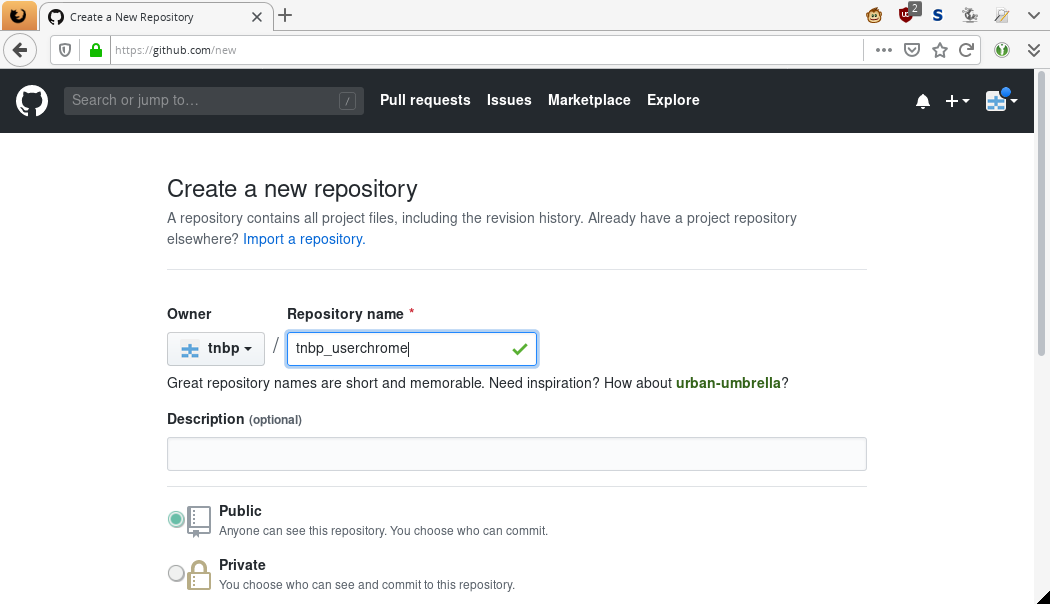 Create a New Repository
2
S
https://github.com/new
Search or jump to…
/
Pull requests Issues Marketplace Explore
Create a new repository
A repository contains all project files, including the revision history. Already have a project repository
elsewhere? Import a repository.
Owner
Repository name *
tnbp
/
tnbp_userchrome
Great repository names are short and memorable. Need inspiration? How about urban-umbrella?
Description (optional)
Public
Anyone can see this repository. You choose who can commit.
Private
You choose who can see and commit to this repository.